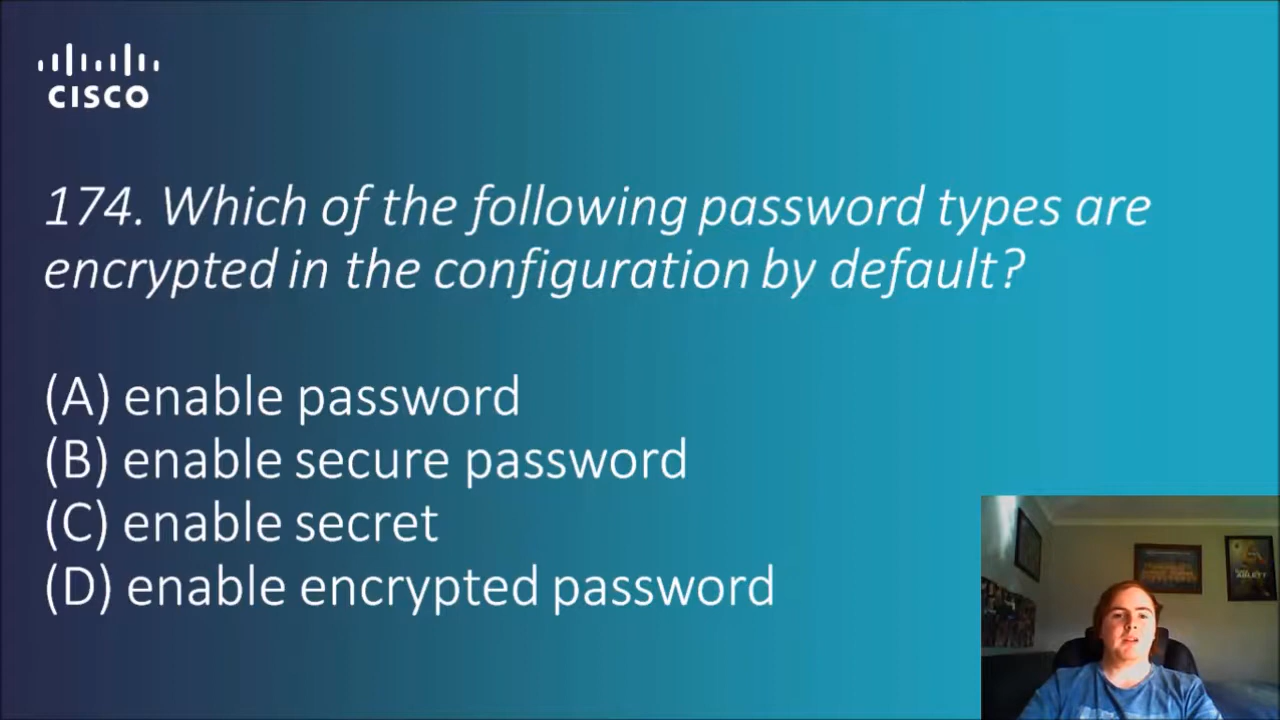 CISCO
174. Which of the following password types are
encrypted in the configuration by default?
(A) enable password
(B) enable secure password
(C) enable secret
(D) enable encrypted password